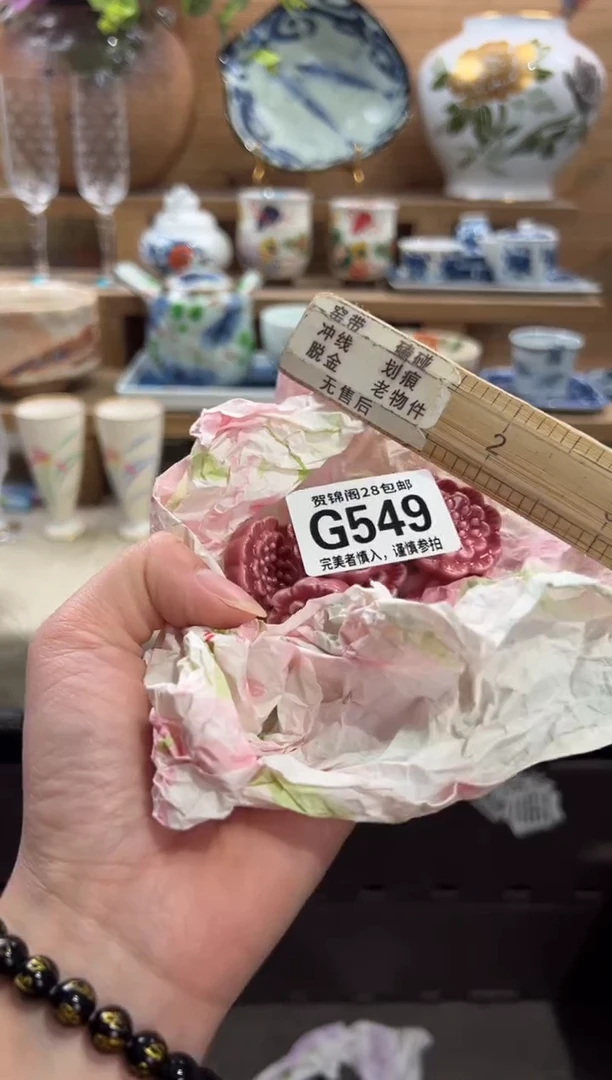 窑带 磕碰
冲线 划痕
脱金 老物件
无售后
2
贺锦阁28包邮
G549
完美者慎入，谨慎参拍